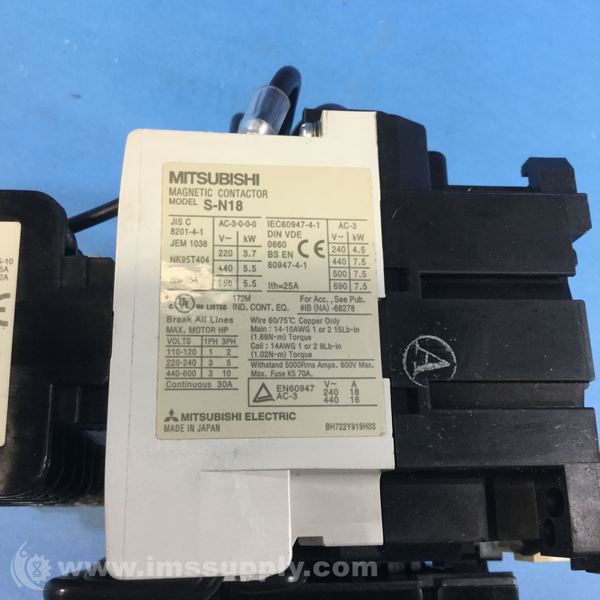 MITSUBISHI
MAGNETIC CONTACTOR
MODEL S-N18
JIS C 8201-4-1
JEM 1038
NK95T404
Ith=25A
AC-3-0-0-0
V~ kW
220 3.7
440 5.5
550 5.5
IEC60947-4-1
DIN VDE 0660
BS EN 60947-4-1
CE
Ith=25A
AC-3
V~ kW
240 4.5
440 7.5
500 7.5
690 7.5
c UL US LISTED
172M
IND. CONT. EQ.
For Acc., See Pub.
#IB (NA) -68278
Break All Lines
MAX. MOTOR HP
VOLTS 1PH 3PH
110-120 1 2
220-240 3 5
440-600 3 10
Continuous 30A
Wire 60/75°C Copper Only
Main : 14-10AWG 1 or 2 15Lb-in
(1.69N-m) Torque
Coil : 14AWG 1 or 2 9Lb-in
(1.02N-m) Torque
Withstand 5000Rms Amps. 600V Max.
Max. Fuse K5 70A.
EN60947
AC-3
V~ A
240 18
440 16
MITSUBISHI ELECTRIC
MADE IN JAPAN
BH722Y919H03
A
www.imssupply.com